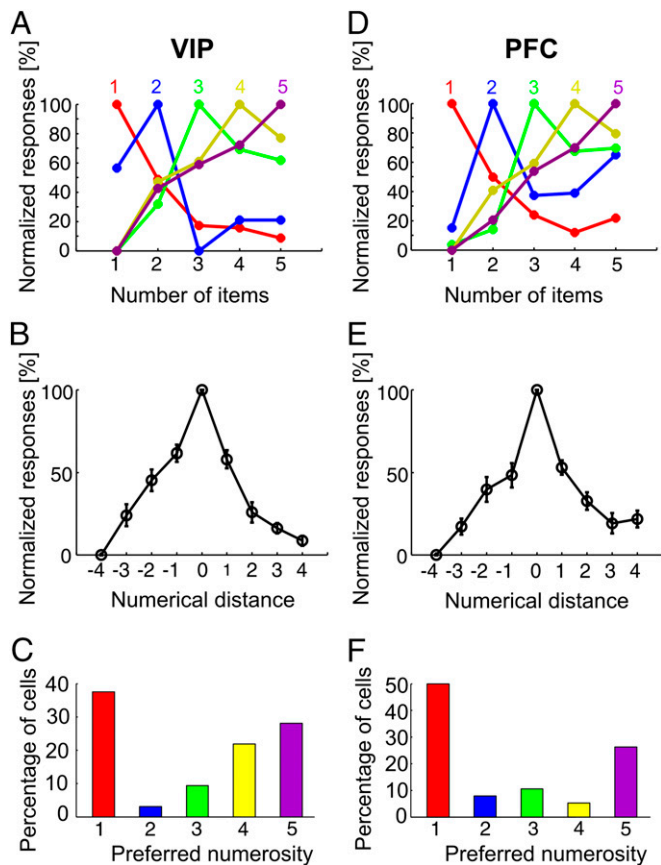 A
VIP
Normalized responses [%]
1 2 3 4 5
100
80
60
40
20
0
1 2 3 4 5
Number of items
D
PFC
Normalized responses [%]
1 2 3 4 5
100
80
60
40
20
0
1 2 3 4 5
Number of items
B
Normalized responses [%]
100
50
0
-4 -3 -2 -1 0 1 2 3 4
Numerical distance
E
Normalized responses [%]
100
50
0
-4 -3 -2 -1 0 1 2 3 4
Numerical distance
C
Percentage of cells
40
30
20
10
0
1 2 3 4 5
Preferred numerosity
F
Percentage of cells
50
40
30
20
10
0
1 2 3 4 5
Preferred numerosity